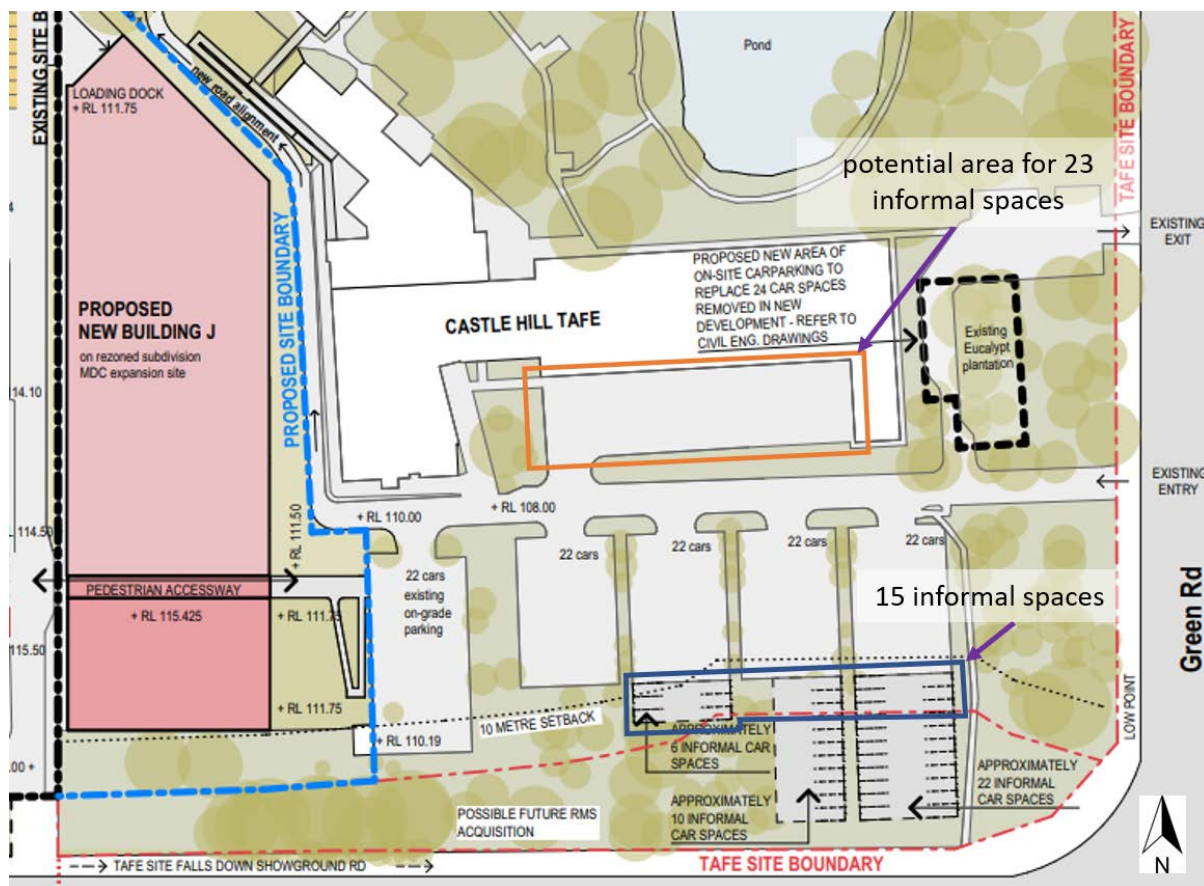 EXISTING SITE B
LOADING DOCK
+ RL 111.75
new road alignment
Pond
TAFE SITE BOUNDARY
potential area for 23
informal spaces
EXISTING
EXIT
PROPOSED NEW AREA OF
ON-SITE CARPARKING TO
REPLACE 24 CAR SPACES
REMOVED IN NEW
DEVELOPMENT - REFER TO
CIVIL ENG. DRAWINGS
PROPOSED
NEW BUILDING J
on rezoned subdivision
MDC expansion site
PROPOSED SITE BOUNDARY
CASTLE HILL TAFE
Existing
Eucalypt
plantation
14.10
EXISTING
ENTRY
+ RL 110.00
+ RL 108.00
114.50
+ RL 111.50
22 cars
22 cars
22 cars
22 cars
22 cars
existing
on-grade
parking
PEDESTRIAN ACCESSWAY
+ RL 115.425
+ RL 111.75
15 informal spaces
Green Rd
115.50
+ RL 111.75
10 METRE SETBACK
LOW POINT
+ RL 110.19
APPROXIMATELY
6 INFORMAL CAR
SPACES
.00 +
APPROXIMATELY
22 INFORMAL
CAR SPACES
APPROXIMATELY
10 INFORMAL
CAR SPACES
POSSIBLE FUTURE RMS
ACQUISITION
TAFE SITE FALLS DOWN SHOWGROUND RD
TAFE SITE BOUNDARY
N